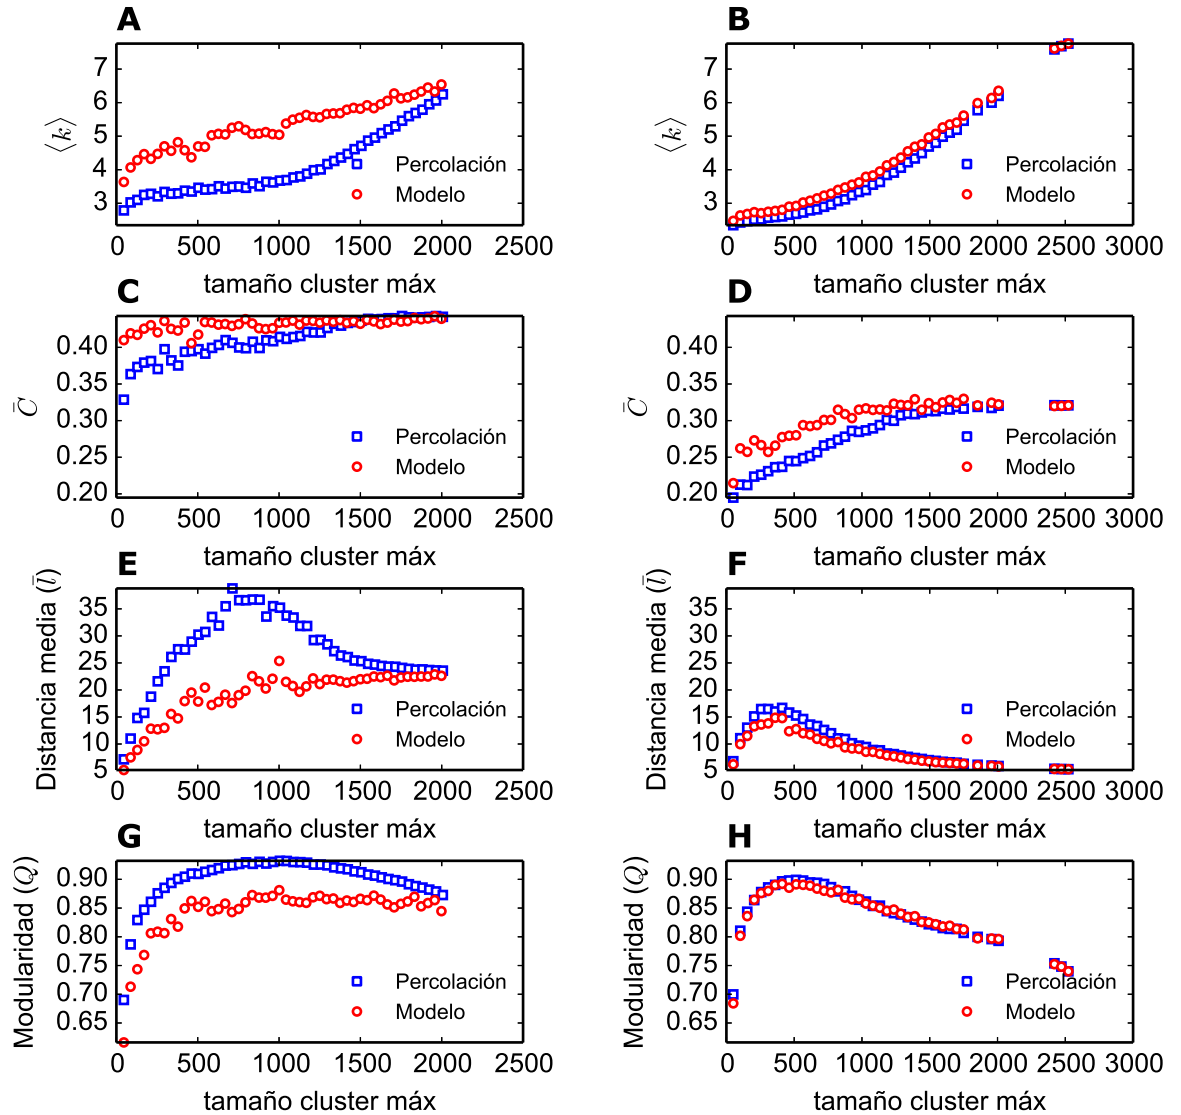 A
B
7
6
5
4
3
⟨k⟩
Percolación
Modelo
0 500 1000 1500 2000 2500
tamaño cluster máx
7
6
5
4
3
⟨k⟩
Percolación
Modelo
0 500 1000 1500 2000 2500 3000
tamaño cluster máx
C
D
0.40
0.35
0.30
0.25
0.20
C̄
Percolación
Modelo
0 500 1000 1500 2000 2500
tamaño cluster máx
0.40
0.35
0.30
0.25
0.20
C̄
Percolación
Modelo
0 500 1000 1500 2000 2500 3000
tamaño cluster máx
E
F
35
30
25
20
15
10
5
Distancia media (l̄)
Percolación
Modelo
0 500 1000 1500 2000 2500
tamaño cluster máx
35
30
25
20
15
10
5
Distancia media (l̄)
Percolación
Modelo
0 500 1000 1500 2000 2500 3000
tamaño cluster máx
G
H
0.90
0.85
0.80
0.75
0.70
0.65
Modularidad (Q)
Percolación
Modelo
0 500 1000 1500 2000 2500
tamaño cluster máx
0.90
0.85
0.80
0.75
0.70
0.65
Modularidad (Q)
Percolación
Modelo
0 500 1000 1500 2000 2500 3000
tamaño cluster máx